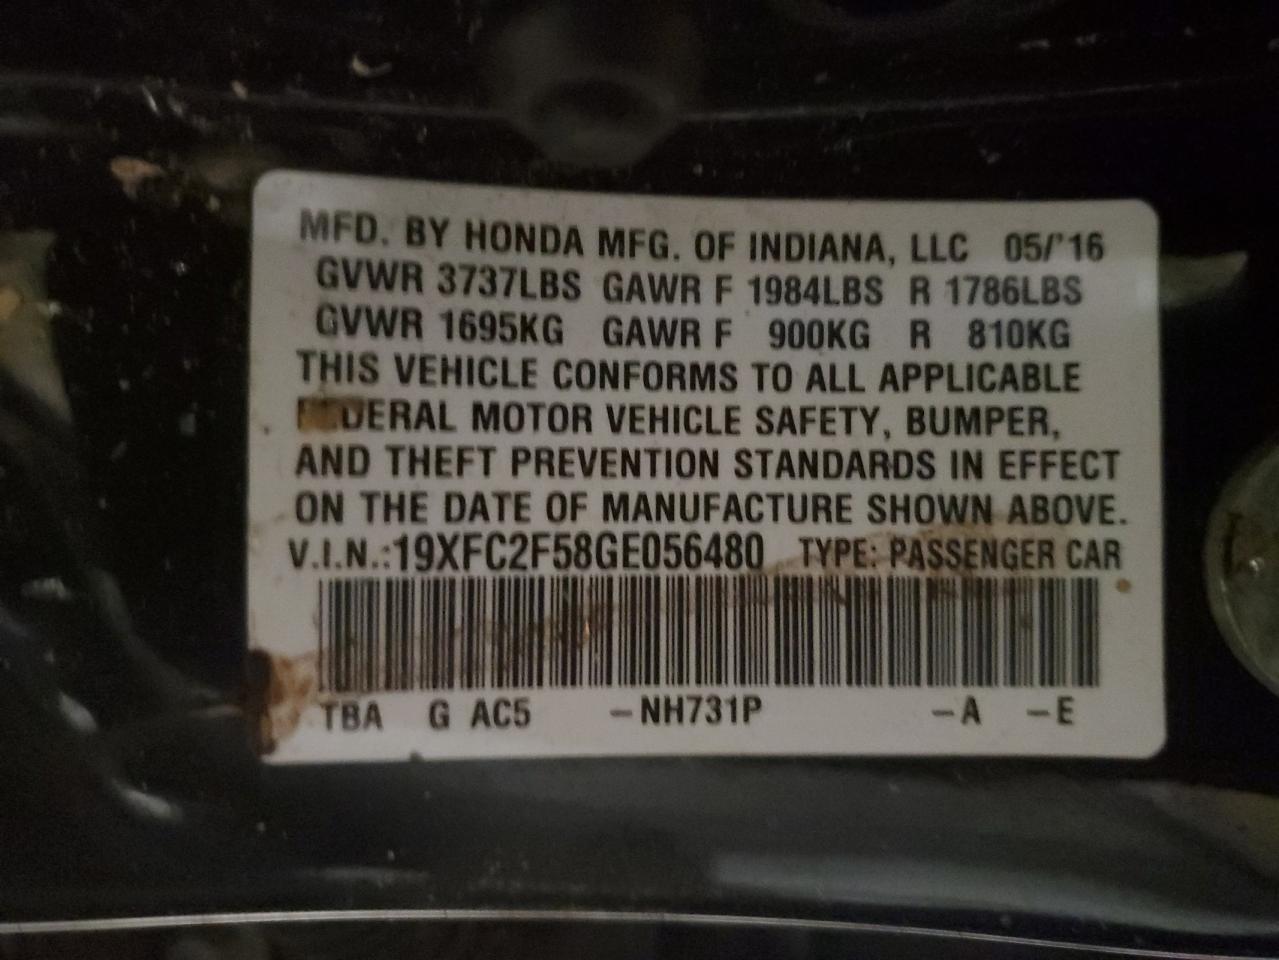 MFD. BY HONDA MFG. OF INDIANA, LLC 05/'16
GVWR 3737LBS GAWR F 1984LBS R 1786LBS
GVWR 1695KG GAWR F 900KG R 810KG
THIS VEHICLE CONFORMS TO ALL APPLICABLE
FEDERAL MOTOR VEHICLE SAFETY, BUMPER,
AND THEFT PREVENTION STANDARDS IN EFFECT
ON THE DATE OF MANUFACTURE SHOWN ABOVE.
V.I.N.:19XFC2F58GE056480 TYPE: PASSENGER CAR
TBA G AC5 -NH731P -A -E